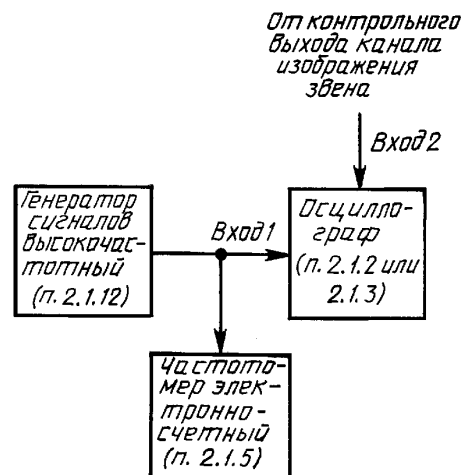 От контрольного
выхода канала
изображения
звена
Вход 2
Генератор
сигналов
высокочас-
тотный
(п. 2.1.12)
Вход 1
Осцилло-
граф
(п. 2.1.2 или
2.1.3)
Частото-
мер элек-
тронно-
счетный
(п. 2.1.5)